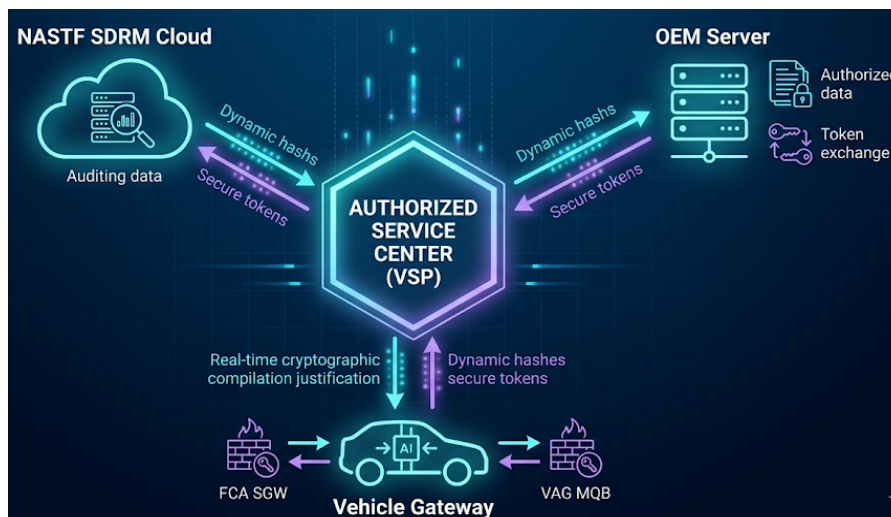 NASTF SDRM Cloud
Auditing data
Dynamic hashs
Secure tokens
OEM Server
Authorized
data
Token
exchange
Dynamic hashs
Secure tokens
AUTHORIZED
SERVICE
CENTER
(VSP)
Real-time cryptographic
compilation justification
Dynamic hashes
secure tokens
AI
FCA SGW
Vehicle Gateway
VAG MQB